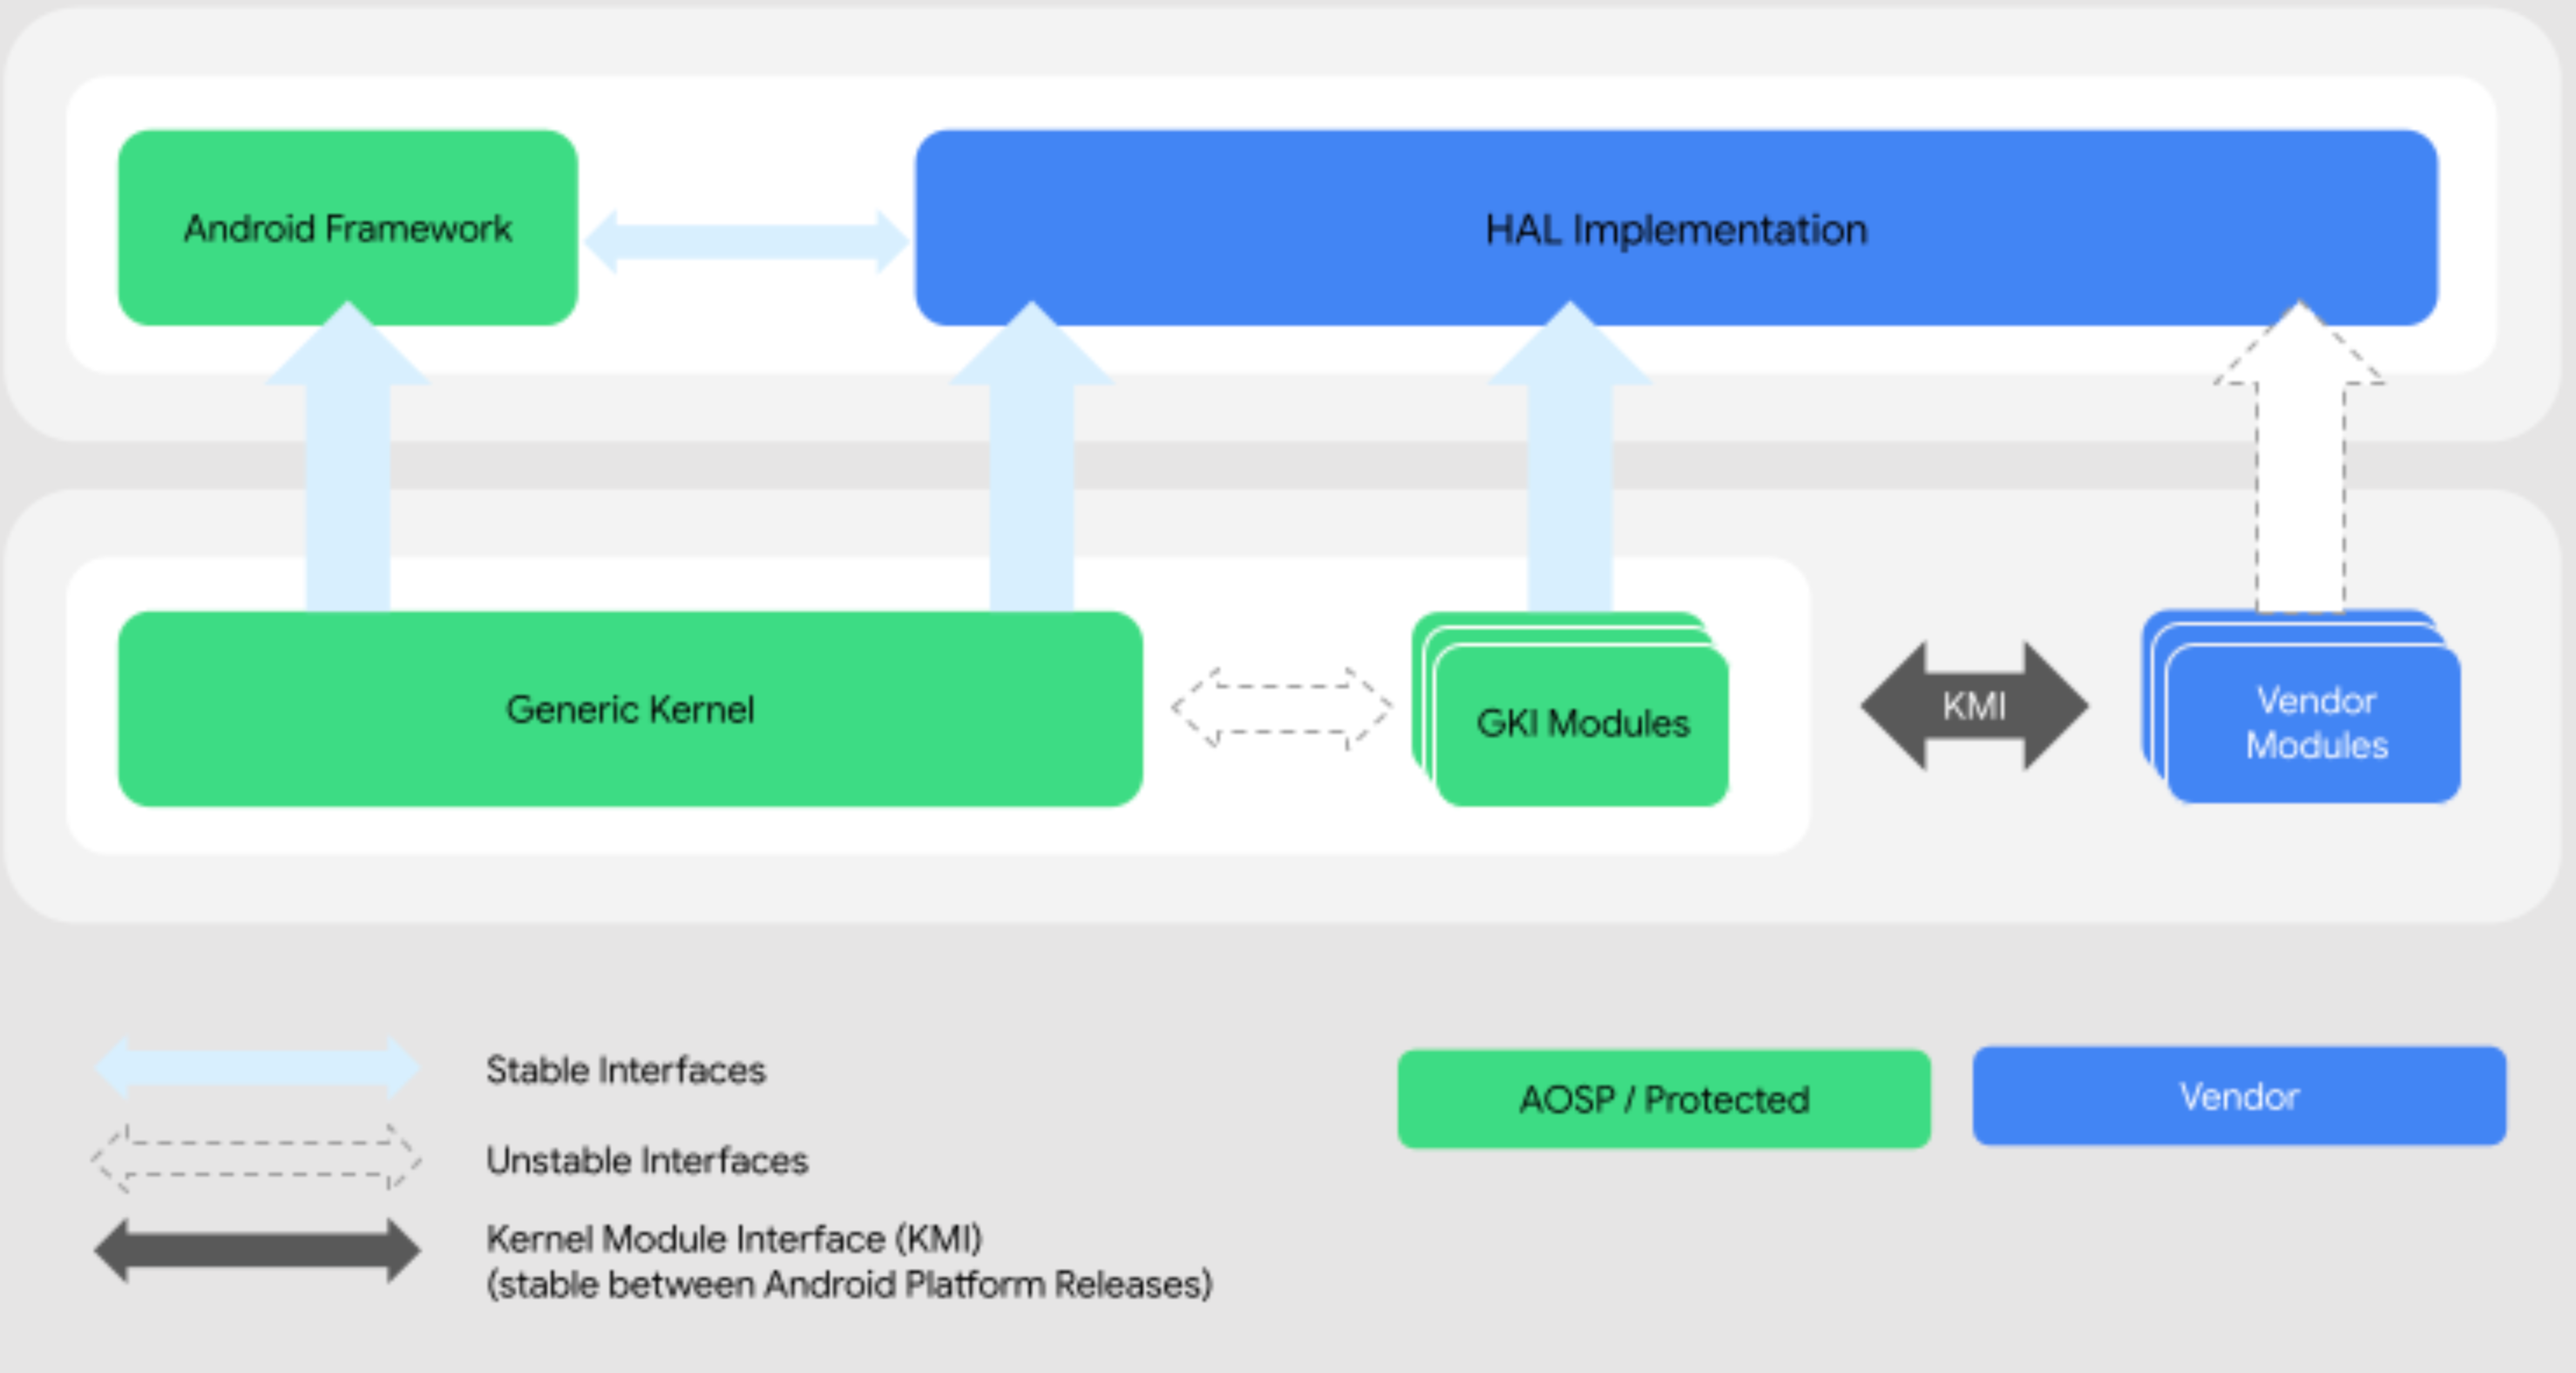 Android Framework
HAL Implementation
Generic Kernel
GKI Modules
KMI
Vendor
Modules
Stable Interfaces
Unstable Interfaces
Kernel Module Interface (KMI)
(stable between Android Platform Releases)
AOSP / Protected
Vendor